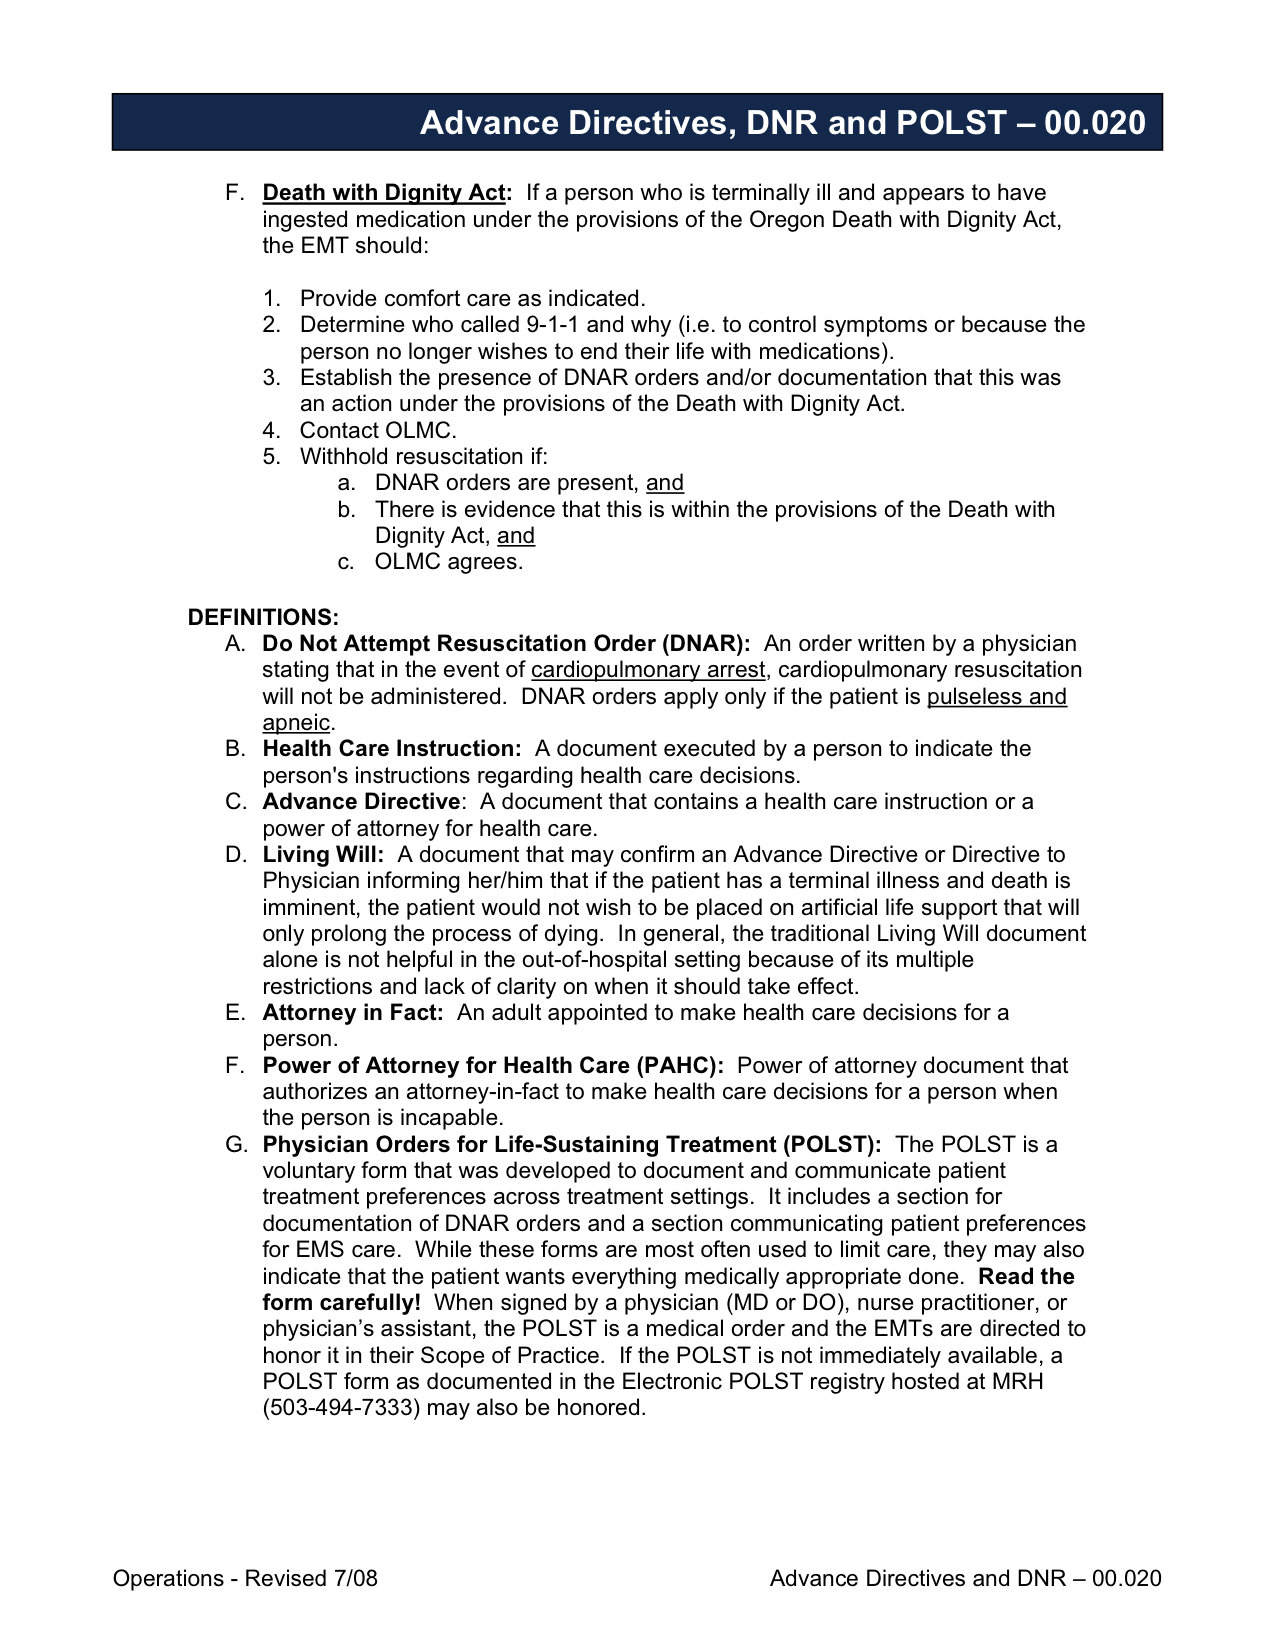 Advance Directives, DNR and POLST – 00.020
F. Death with Dignity Act: If a person who is terminally ill and appears to have
ingested medication under the provisions of the Oregon Death with Dignity Act,
the EMT should:
1. Provide comfort care as indicated.
2. Determine who called 9-1-1 and why (i.e. to control symptoms or because the
person no longer wishes to end their life with medications).
3. Establish the presence of DNAR orders and/or documentation that this was
an action under the provisions of the Death with Dignity Act.
4. Contact OLMC.
5. Withhold resuscitation if:
a. DNAR orders are present, and
b. There is evidence that this is within the provisions of the Death with
Dignity Act, and
c. OLMC agrees.
DEFINITIONS:
A. Do Not Attempt Resuscitation Order (DNAR): An order written by a physician
stating that in the event of cardiopulmonary arrest, cardiopulmonary resuscitation
will not be administered. DNAR orders apply only if the patient is pulseless and
apneic.
B. Health Care Instruction: A document executed by a person to indicate the
person's instructions regarding health care decisions.
C. Advance Directive: A document that contains a health care instruction or a
power of attorney for health care.
D. Living Will: A document that may confirm an Advance Directive or Directive to
Physician informing her/him that if the patient has a terminal illness and death is
imminent, the patient would not wish to be placed on artificial life support that will
only prolong the process of dying. In general, the traditional Living Will document
alone is not helpful in the out-of-hospital setting because of its multiple
restrictions and lack of clarity on when it should take effect.
E. Attorney in Fact: An adult appointed to make health care decisions for a
person.
F. Power of Attorney for Health Care (PAHC): Power of attorney document that
authorizes an attorney-in-fact to make health care decisions for a person when
the person is incapable.
G. Physician Orders for Life-Sustaining Treatment (POLST): The POLST is a
voluntary form that was developed to document and communicate patient
treatment preferences across treatment settings. It includes a section for
documentation of DNAR orders and a section communicating patient preferences
for EMS care. While these forms are most often used to limit care, they may also
indicate that the patient wants everything medically appropriate done. Read the
form carefully! When signed by a physician (MD or DO), nurse practitioner, or
physician’s assistant, the POLST is a medical order and the EMTs are directed to
honor it in their Scope of Practice. If the POLST is not immediately available, a
POLST form as documented in the Electronic POLST registry hosted at MRH
(503-494-7333) may also be honored.
Operations - Revised 7/08 Advance Directives and DNR – 00.020